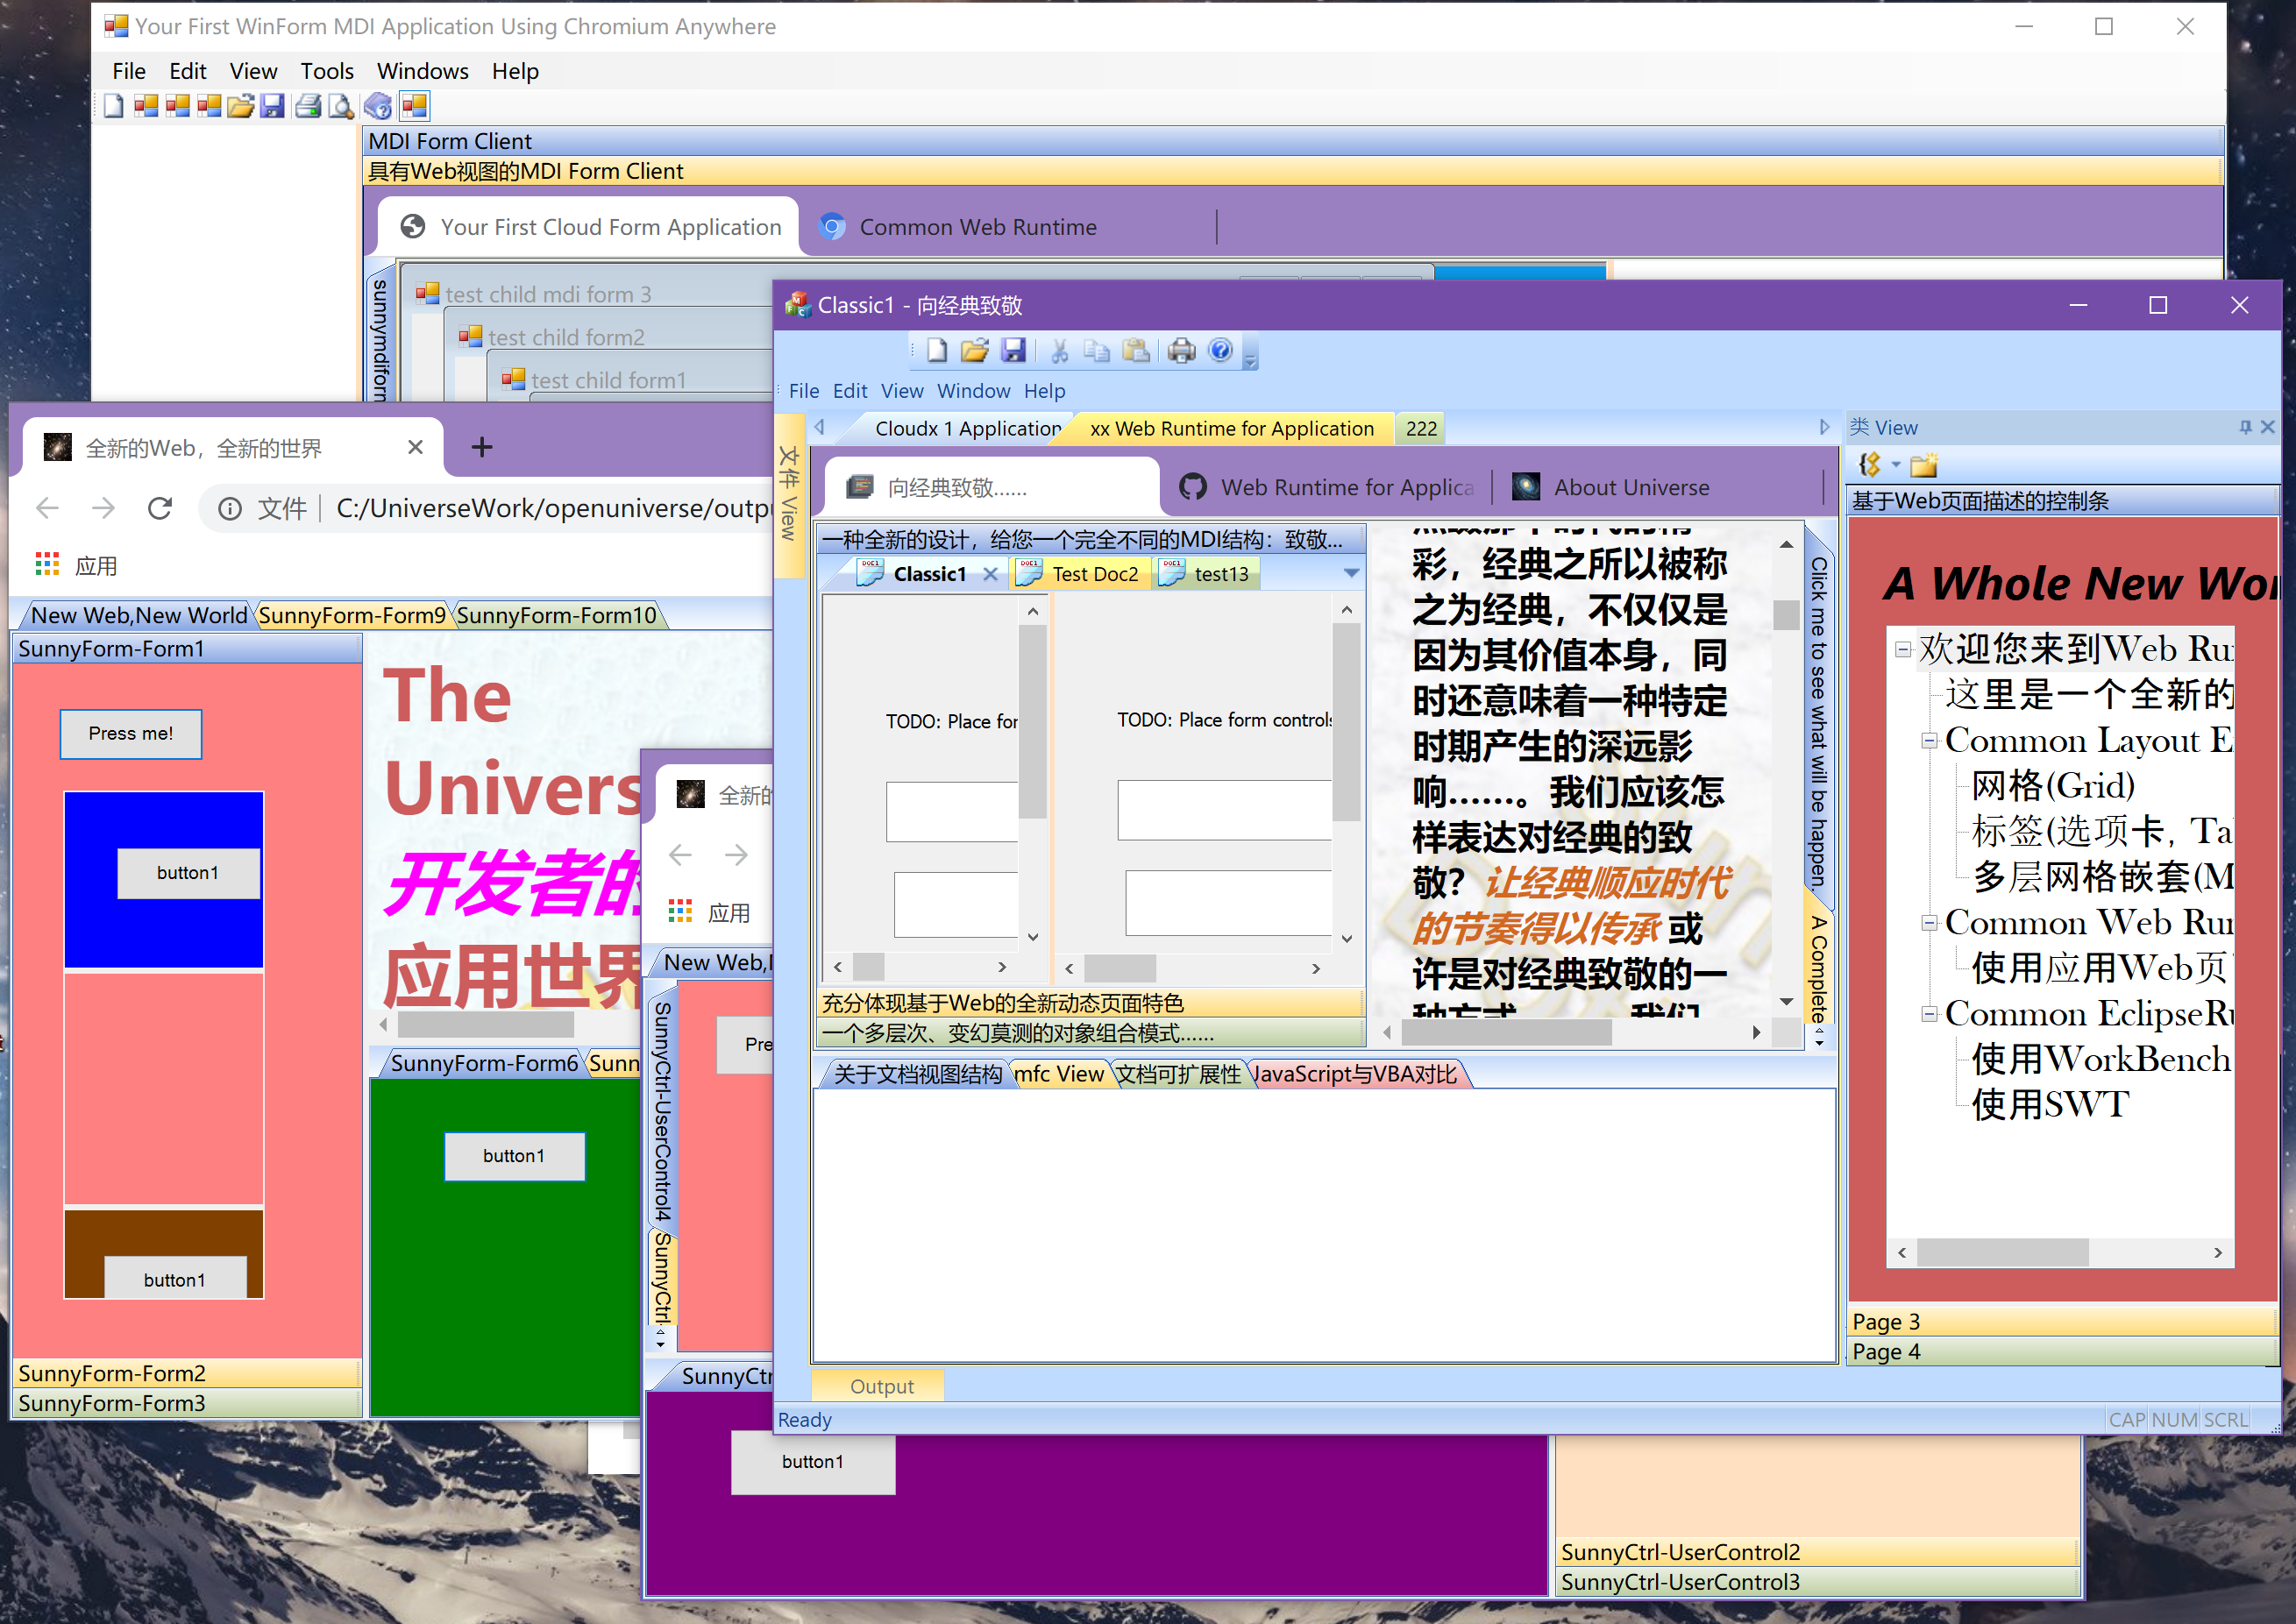 Your First WinForm MDI Application Using Chromium Anywhere
File Edit View Tools Windows Help
MDI Form Client
具有Web视图的MDI Form Client
Your First Cloud Form Application
Common Web Runtime
sunnymdiform
test child mdi form 3
test child form2
test child form1
全新的Web，全新的世界
文件 C:/UniverseWork/openuniverse/outp
应用
New Web,New World SunnyForm-Form9 SunnyForm-Form10
SunnyForm-Form1
Press me!
button1
button1
SunnyForm-Form2
SunnyForm-Form3
The
Univers
开发者的
应用世界
SunnyForm-Form6 Sunn
button1
全新的
应用
New Web,
SunnyCtrl-UserControl4
SunnyCtrl-
Pre
SunnyCtr
button1
SunnyCtrl-UserControl2
SunnyCtrl-UserControl3
Classic1 - 向经典致敬
File Edit View Window Help
文件 View
Cloudx 1 Application xx Web Runtime for Application 222
向经典致敬...... Web Runtime for Applica About Universe
一种全新的设计，给您一个完全不同的MDI结构：致敬...
Classic1 Test Doc2 test13
TODO: Place for
TODO: Place form controls
充分体现基于Web的全新动态页面特色
一个多层次、变幻莫测的对象组合模式......
彩，经典之所以被称
之为经典，不仅仅是
因为其价值本身，同
时还意味着一种特定
时期产生的深远影
响……。我们应该怎
样表达对经典的致
敬？让经典顺应时代
的节奏得以传承 或
许是对经典致敬的一
Click me to see what will be happen.
A Complete
关于文档视图结构 mfc View 文档可扩展性 JavaScript与VBA对比
Output
Ready
CAP NUM SCRL
类 View
基于Web页面描述的控制条
A Whole New Wor
欢迎您来到Web Ru
这里是一个全新的
Common Layout E
网格(Grid)
标签(选项卡, Ta
多层网格嵌套(M
Common Web Run
使用应用Web页
Common EclipseRu
使用WorkBench
使用SWT
Page 3
Page 4